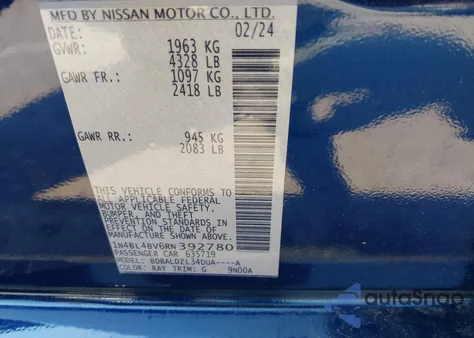 MFD BY NISSAN MOTOR CO., LTD.
DATE: 02/24
GVWR: 1963 KG
4328 LB
GAWR FR.: 1097 KG
2418 LB
GAWR RR.: 945 KG
2083 LB
THIS VEHICLE CONFORMS TO
ALL APPLICABLE FEDERAL
MOTOR VEHICLE SAFETY,
BUMPER, AND THEFT
PREVENTION STANDARDS
IN EFFECT ON THE DATE OF
MANUFACTURE SHOWN ABOVE.
1N4BL4BV6RN392780
PASSENGER CAR 635719
MODEL: BDBALDZL34DUA----A
COLOR: RAY TRIM: G 9N00A
autoSnap